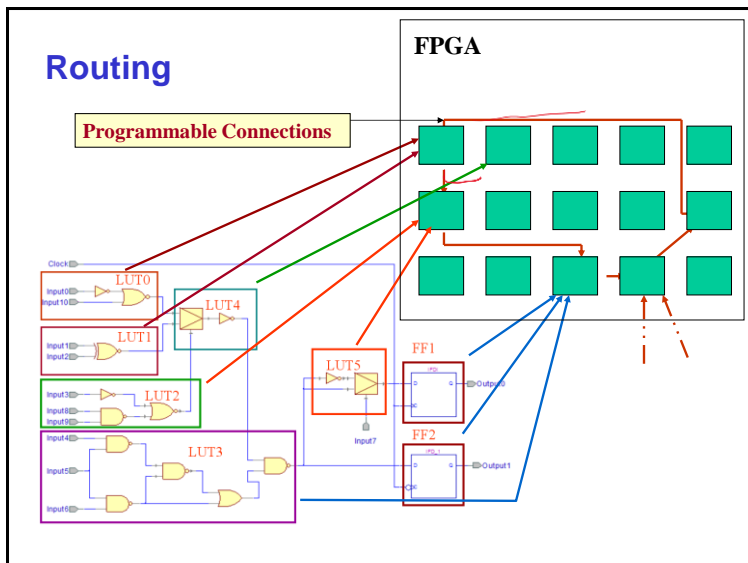 Routing
FPGA
Programmable Connections
Clock
LUT0
Input0
Input10
LUT4
LUT1
Input1
Input2
LUT2
Input3
Input8
Input9
LUT5
Input7
LUT3
Input4
Input5
Input6
FF1
D
Q
Output0
FF2
D
Q
Output1